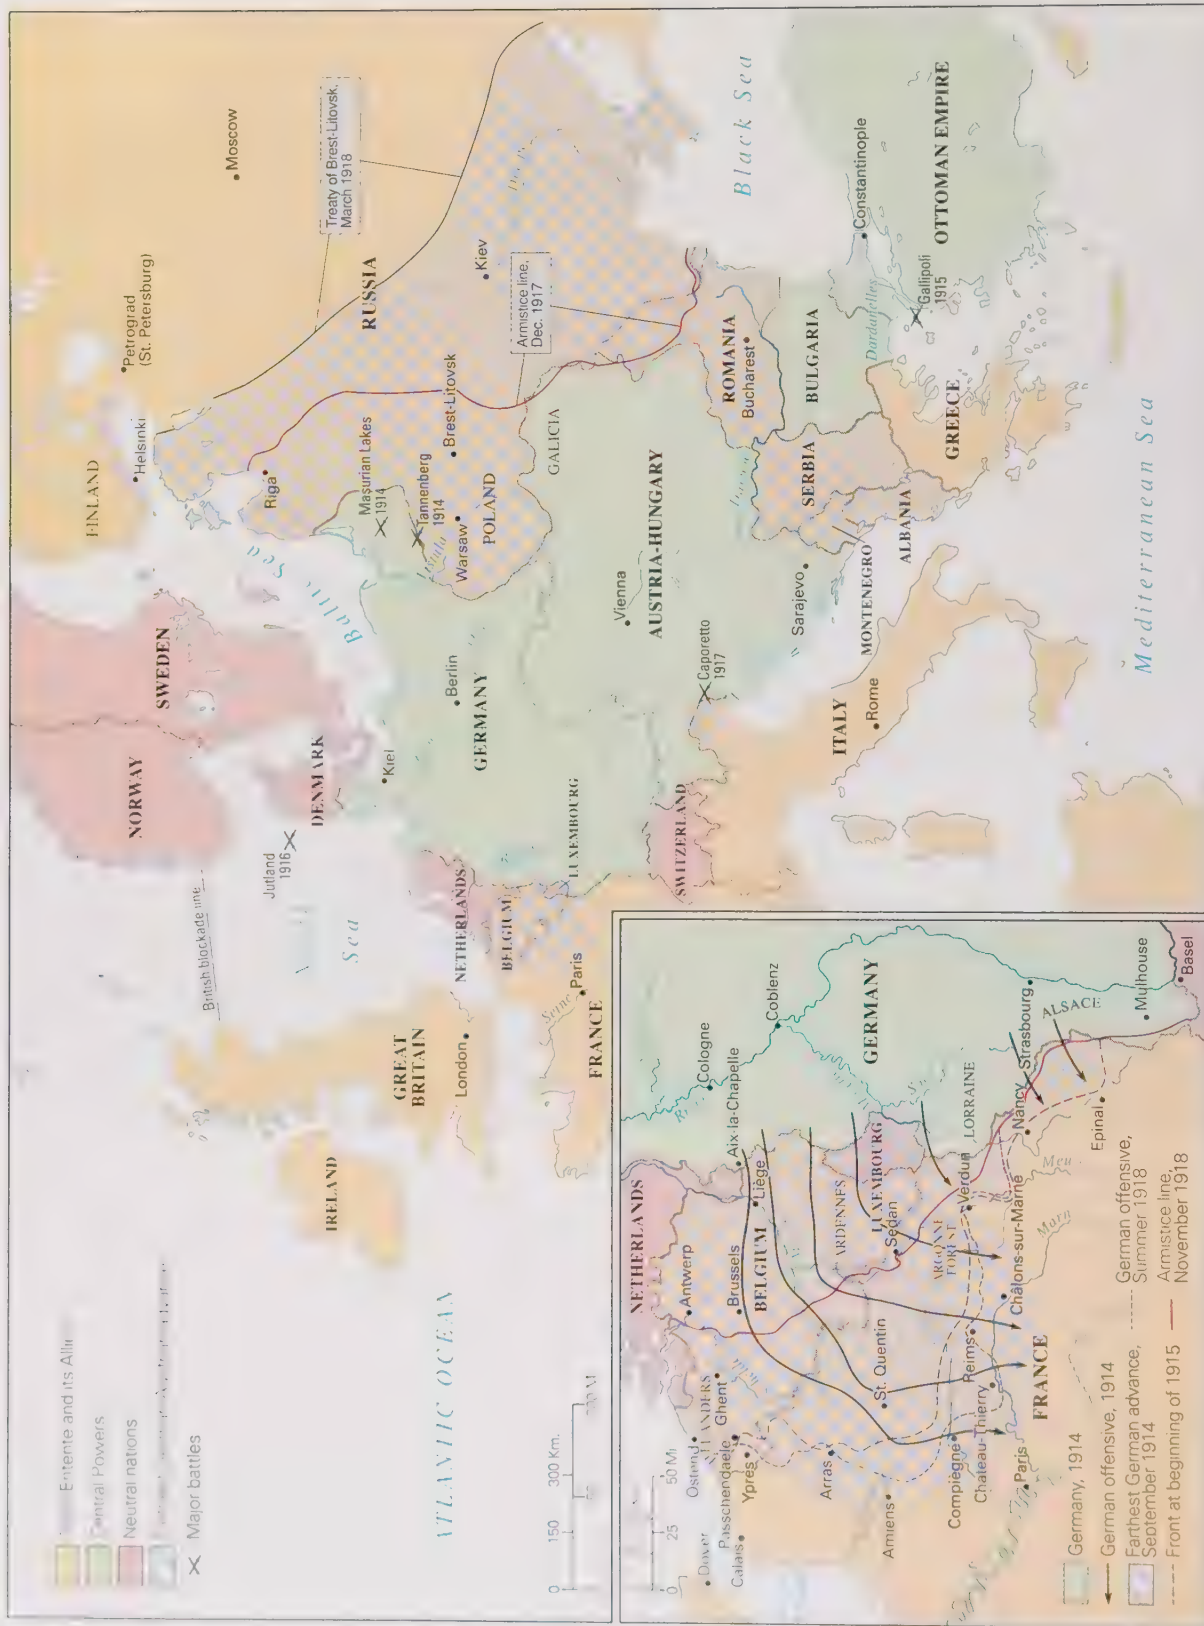 Entente and its
Central Powers
Neutral nations
Major battles
0 150 300 Km.
ATLANTIC OCEAN
IRELAND
GREAT
BRITAIN
London
British blockade line
Sea
Jutland
1916
NORWAY
SWEDEN
DENMARK
Kiel
Baltic Sea
FINLAND
Helsinki
Petrograd
(St. Petersburg)
Moscow
Treaty of Brest-Litovsk,
March 1918
RUSSIA
Riga
Masurian Lakes
1914
Tannenberg
1914
Warsaw
POLAND
Brest-Litovsk
Kiev
Armistice line,
Dec. 1917
GALICIA
NETHERLANDS
BELGIUM
LUXEMBOURG
GERMANY
Berlin
Seine
Paris
FRANCE
SWITZERLAND
Vienna
AUSTRIA-HUNGARY
Caporetto
1917
ITALY
Rome
Sarajevo
MONTENEGRO
ALBANIA
SERBIA
ROMANIA
Bucharest
BULGARIA
GREECE
Dardanelles
Gallipoli
1915
Constantinople
OTTOMAN EMPIRE
Black Sea
Mediterranean Sea
0 25 50 Mi
Dover
Calais
Ostend
Passchendaele
Ypres
FLANDERS
Ghent
Antwerp
NETHERLANDS
Brussels
BELGIUM
Liège
Aix-la-Chapelle
Cologne
Coblenz
GERMANY
Arras
Amiens
St. Quentin
ARDENNES
LUXEMBOURG
Sedan
ARGONNE
FOREST
Verdun
LORRAINE
Compiègne
Chateau-Thierry
Reims
Châlons-sur-Marne
Paris
FRANCE
Nancy
Strasbourg
ALSACE
Epinal
Mulhouse
Basel
Germany, 1914
German offensive, 1914
Farthest German advance,
September 1914
Front at beginning of 1915
German offensive,
Summer 1918
Armistice line,
November 1918